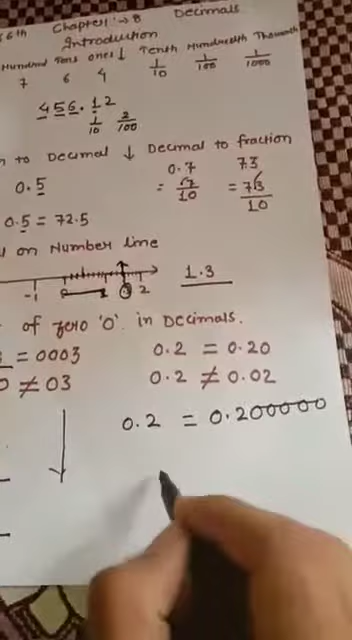 6th Chapter → 8 Decimals
Introduction
Hundred Tens ones ↓ Tenth Hundredth Thousandth
7 6 4 1/10 1/100 1/1000
456.12
1/10 2/100
to Decimal ↓ Decimal to fraction
0.5 0.7 73
= 7/10 = 73/10
0.5 = 72.5
on Number line
-1 2 1.3
of zero '0' in Decimals.
= 0003 0.2 = 0.20
≠ 03 0.2 ≠ 0.02
0.2 = 0.200000